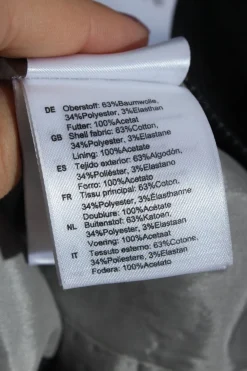 DE Oberstoff: 63%Baumwolle,
34%Polyester, 3%Elasthan
Futter: 100%Acetat
GB Shell fabric: 63%Cotton,
34%Polyester, 3%Elastane
Lining: 100%Acetate
ES Tejido exterior: 63%Algodón,
34%Poliéster, 3%Elastano
Forro: 100%Acetato
FR Tissu principal: 63%Coton,
34%Polyester, 3%Élasthanne
Doublure: 100%Acétate
NL Buitenstof: 63%Katoen,
34%Polyester, 3%Elastaan
Voering: 100%Acetaat
IT Tessuto esterno: 63%Cotone,
34%Poliestere, 3%Elastan
Fodera: 100%Acetato